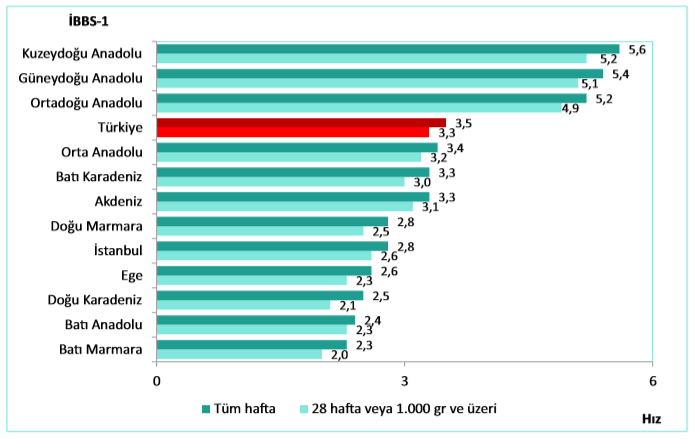 İBBS-1
Kuzeydoğu Anadolu 5,6
5,2
Güneydoğu Anadolu 5,4
5,1
Ortadoğu Anadolu 5,2
4,9
Türkiye 3,5
3,3
Orta Anadolu 3,4
3,2
Batı Karadeniz 3,3
3,0
Akdeniz 3,3
3,1
Doğu Marmara 2,8
2,5
İstanbul 2,8
2,6
Ege 2,6
2,3
Doğu Karadeniz 2,5
2,1
Batı Anadolu 2,4
2,3
Batı Marmara 2,3
2,0
0 3 6
Tüm hafta 28 hafta veya 1.000 gr ve üzeri
Hız